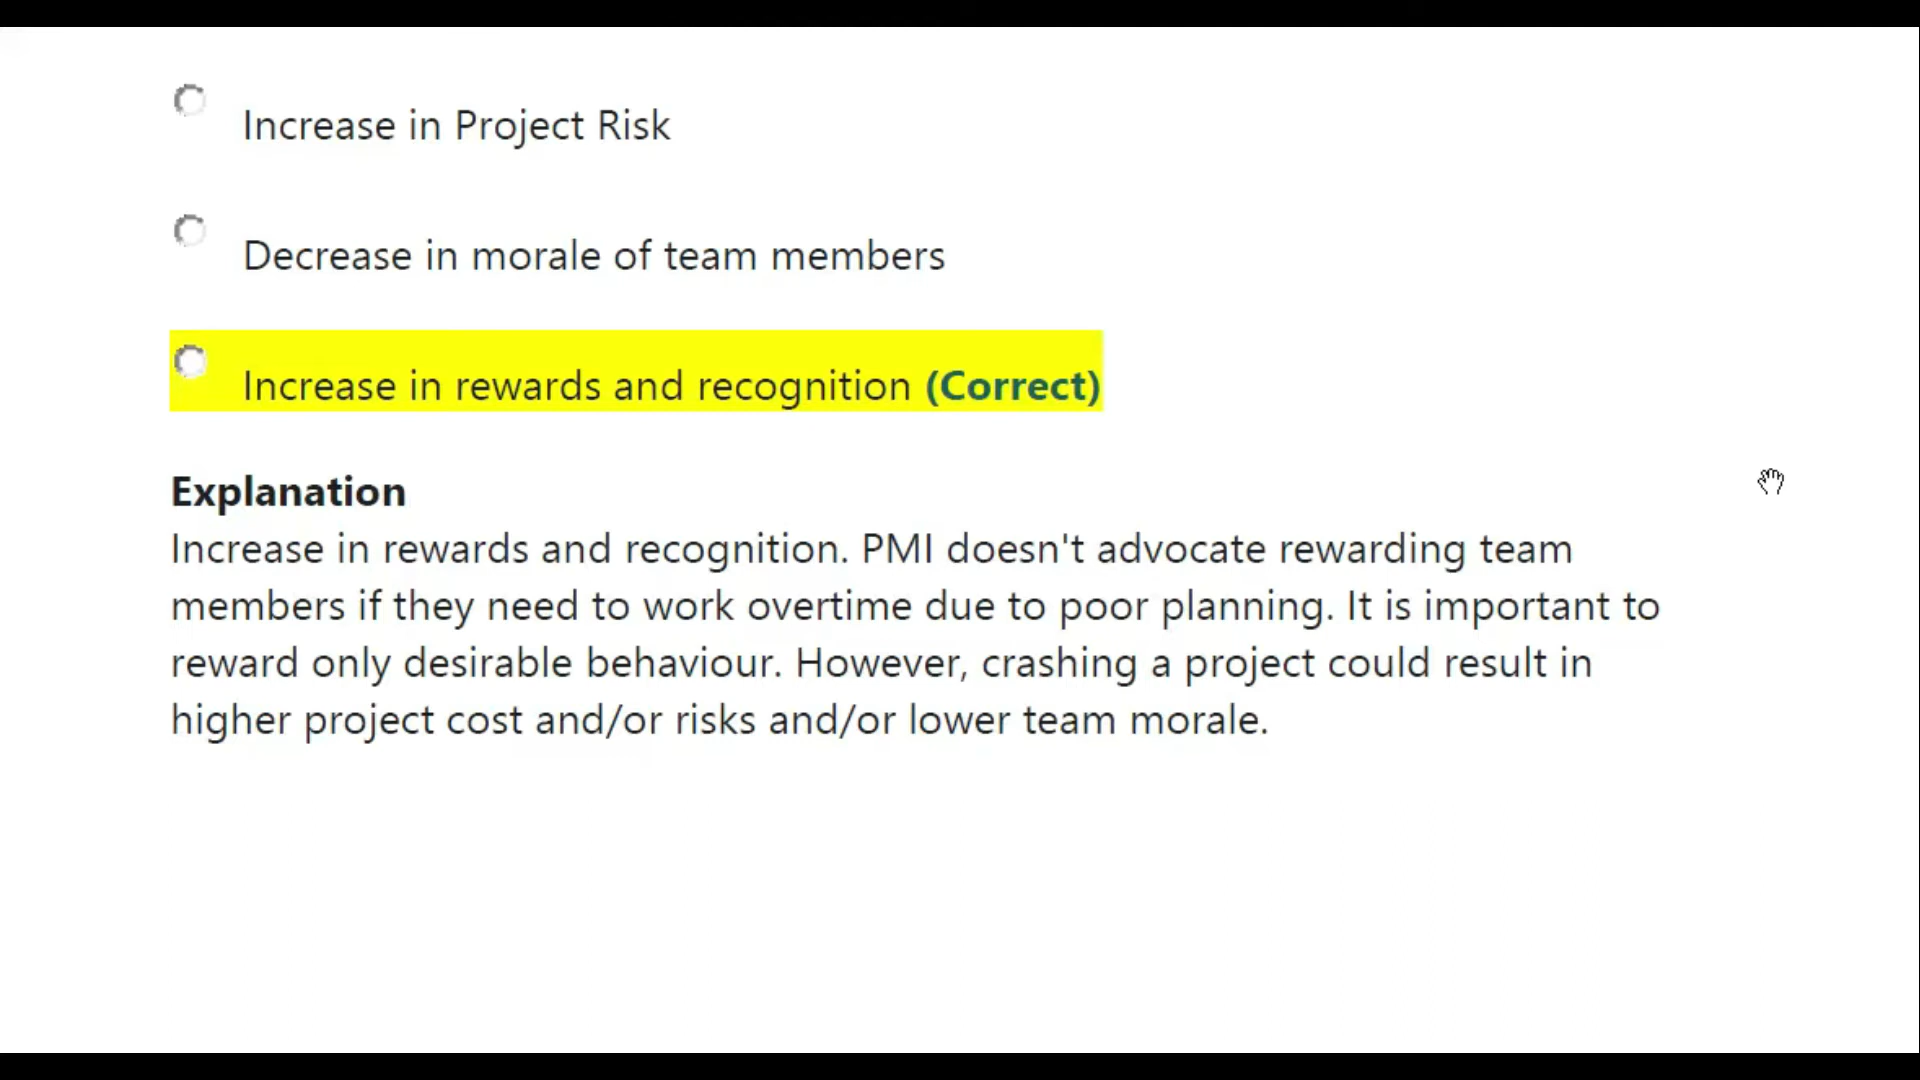 Increase in Project Risk
Decrease in morale of team members
Increase in rewards and recognition (Correct)
Explanation
Increase in rewards and recognition. PMI doesn't advocate rewarding team
members if they need to work overtime due to poor planning. It is important to
reward only desirable behaviour. However, crashing a project could result in
higher project cost and/or risks and/or lower team morale.